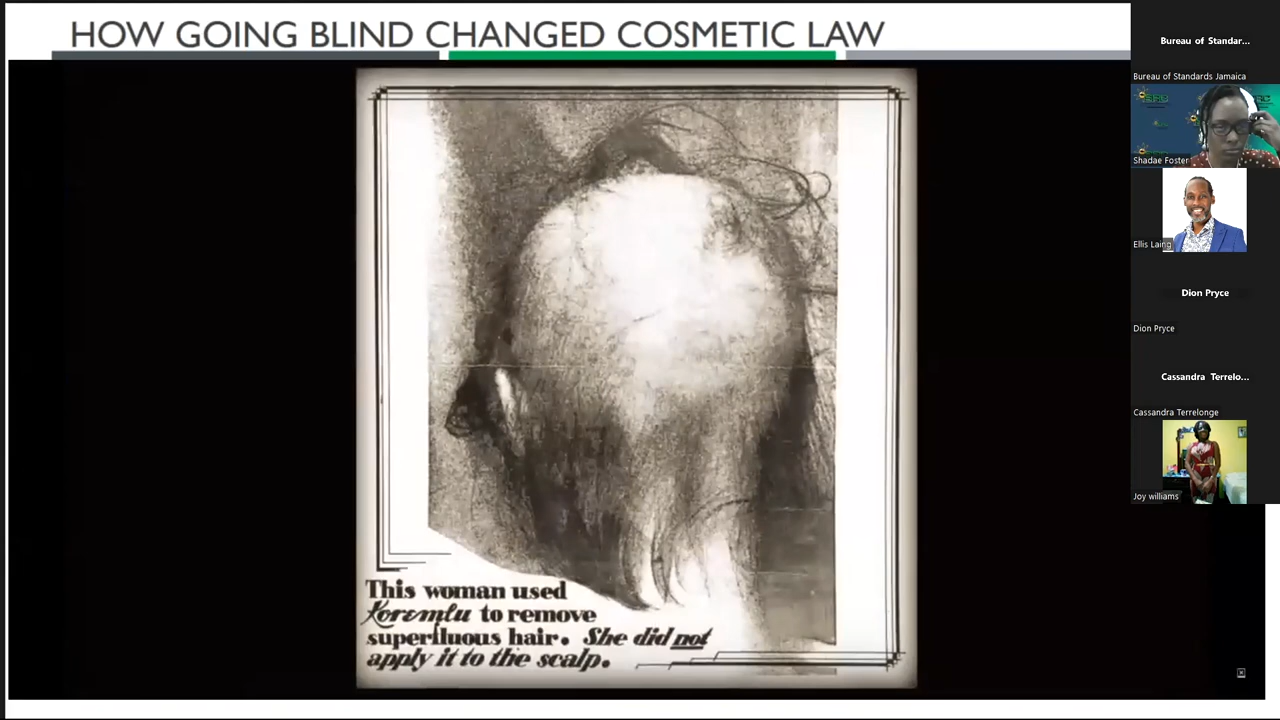 HOW GOING BLIND CHANGED COSMETIC LAW
This woman used
Koremlu to remove
superfluous hair. She did not
apply it to the scalp.
Bureau of Standar...
Bureau of Standards Jamaica
Shadae Foster
Ellis Laing
Dion Pryce
Dion Pryce
Cassandra Terrelo...
Cassandra Terrelonge
Joy williams